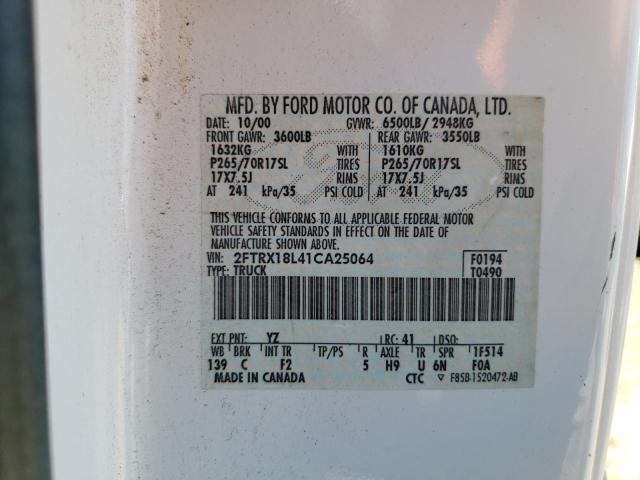 MFD. BY FORD MOTOR CO. OF CANADA, LTD.
DATE: 10/00 GVWR: 6500LB/ 2948KG
FRONT GAWR: 3600LB REAR GAWR: 3550LB
1632KG WITH 1610KG WITH
P265/70R17SL TIRES P265/70R17SL TIRES
17X7.5J RIMS 17X7.5J RIMS
AT 241 kPa/35 PSI COLD AT 241 kPa/35 PSI COLD
THIS VEHICLE CONFORMS TO ALL APPLICABLE FEDERAL MOTOR
VEHICLE SAFETY STANDARDS IN EFFECT ON THE DATE OF
MANUFACTURE SHOWN ABOVE.
VIN: 2FTRX18L41CA25064 F0194
TYPE: TRUCK T0490
EXT PNT: YZ RC: 41 DSO:
WB BRK INT TR TP/PS R AXLE TR SPR 1F514
139 C F2 5 H9 U 6N F0A
MADE IN CANADA CTC ▽ F85B-1520472-AB